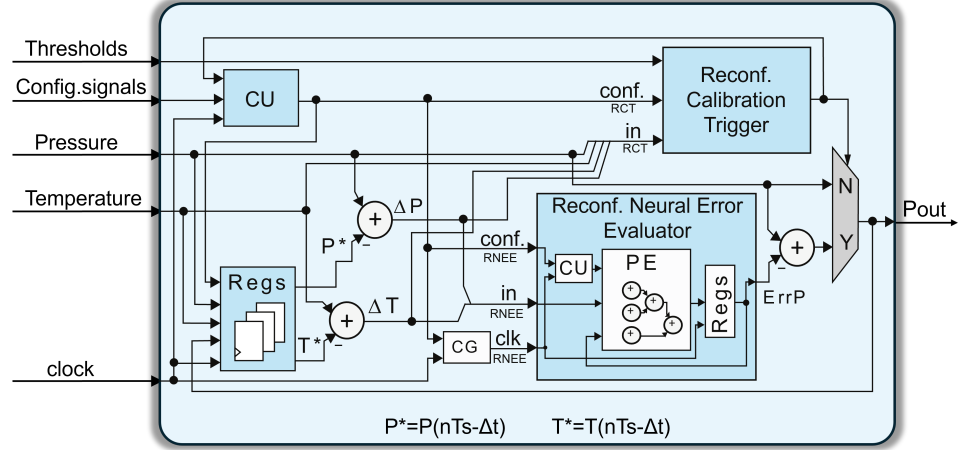 Thresholds
Config.signals
Pressure
Temperature
clock
CU
conf.
RCT
in
RCT
Reconf.
Calibration
Trigger
N
Y
Pout
+
ΔP
−
P*
Regs
+
ΔT
−
T*
Reconf. Neural Error
Evaluator
conf.
RNEE
in
RNEE
clk
RNEE
CG
CU
PE
+
+
+
+
+
Regs
+
−
ErrP
P*=P(nTs-Δt)
T*=T(nTs-Δt)